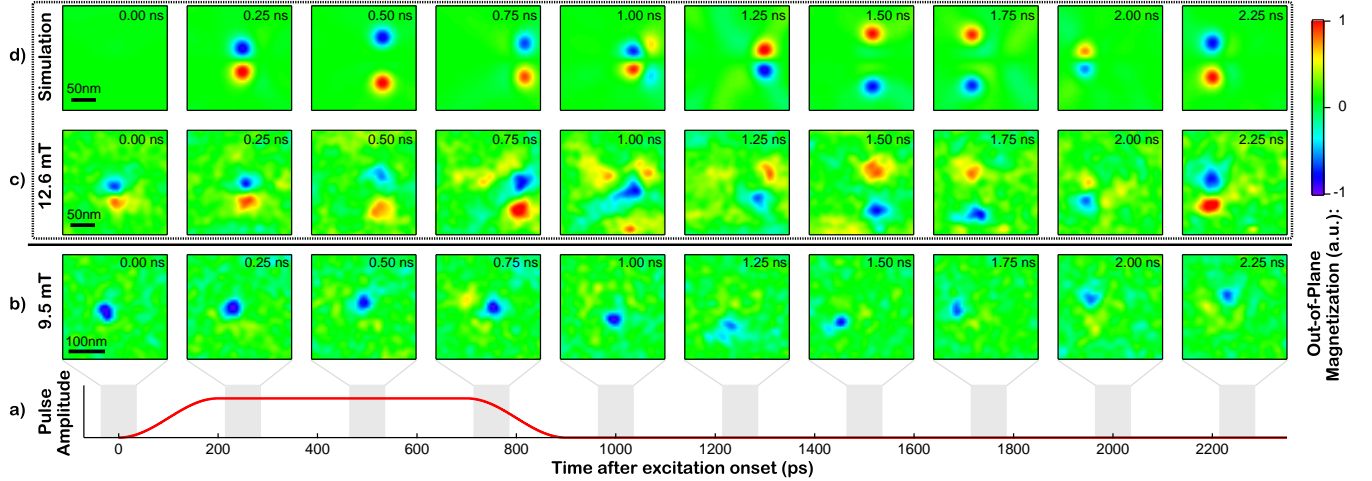 d) Simulation 0.00 ns 0.25 ns 0.50 ns 0.75 ns 1.00 ns 1.25 ns 1.50 ns 1.75 ns 2.00 ns 2.25 ns
50nm
c) 12.6 mT 0.00 ns 0.25 ns 0.50 ns 0.75 ns 1.00 ns 1.25 ns 1.50 ns 1.75 ns 2.00 ns 2.25 ns
50nm
b) 9.5 mT 0.00 ns 0.25 ns 0.50 ns 0.75 ns 1.00 ns 1.25 ns 1.50 ns 1.75 ns 2.00 ns 2.25 ns
100nm
a) Pulse
Amplitude
0 200 400 600 800 1000 1200 1400 1600 1800 2000 2200
Time after excitation onset (ps)
1
0
-1
Out-of-Plane
Magnetization (a.u.):